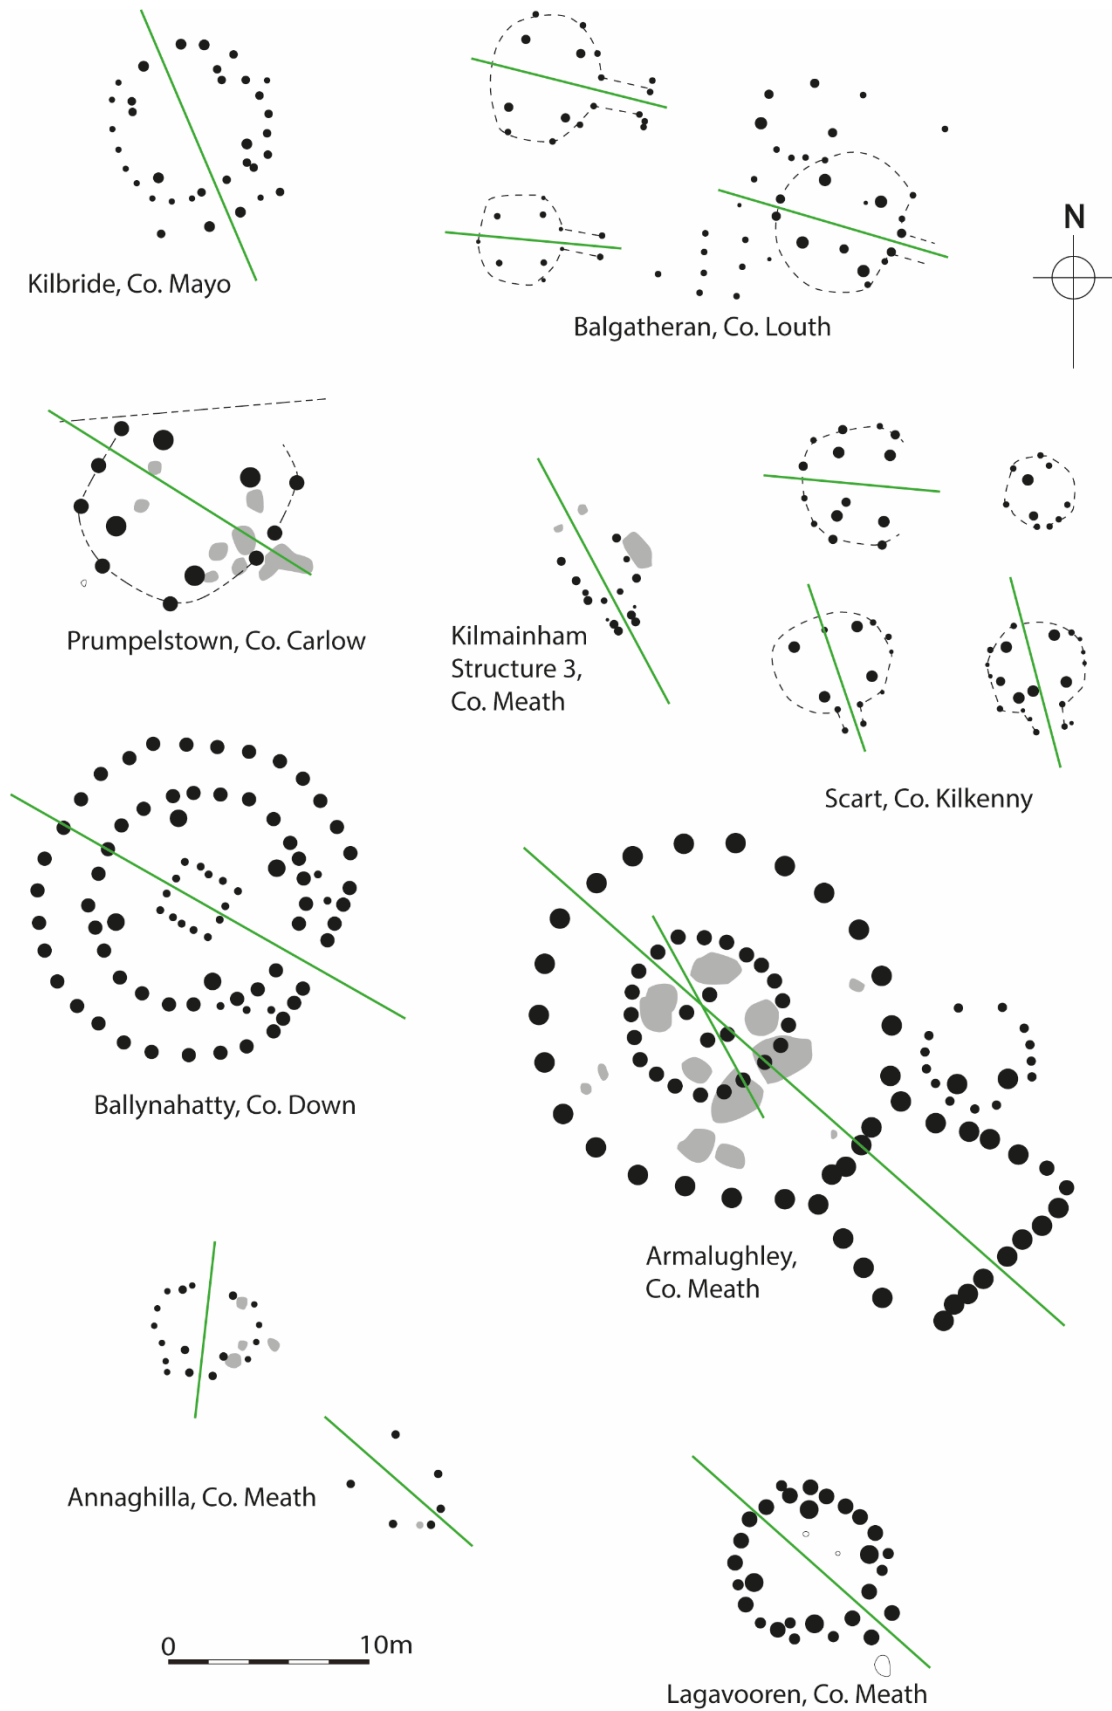 Kilbride, Co. Mayo
Balgatheran, Co. Louth
N
Prumpelstown, Co. Carlow
Kilmainham
Structure 3,
Co. Meath
Scart, Co. Kilkenny
Ballynahatty, Co. Down
Armalughley,
Co. Meath
Annaghilla, Co. Meath
0 10m
Lagavooren, Co. Meath